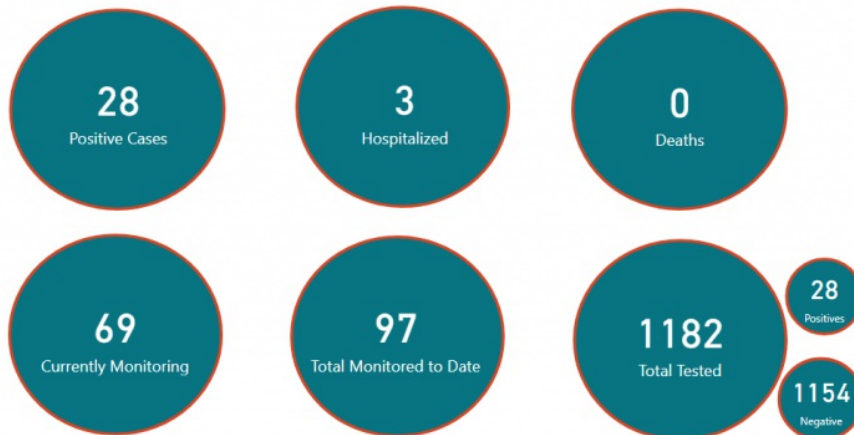 28
Positive Cases
3
Hospitalized
0
Deaths
69
Currently Monitoring
97
Total Monitored to Date
1182
Total Tested
28
Positives
1154
Negative